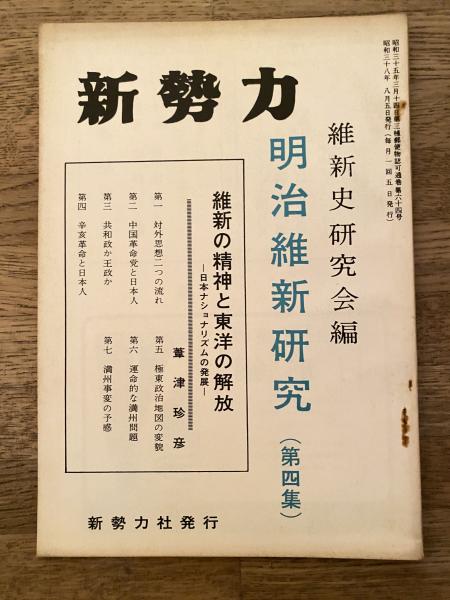 昭和三十五年三月十四日第三種郵便物認可通巻第六十四号
昭和三十八年八月五日発行(毎月一回五日発行)
新勢力
維新史研究会編
明治維新研究(第四集)
維新の精神と東洋の解放
―日本ナショナリズムの発展―
葦津珍彦
第一 対外思想二つの流れ
第二 中国革命党と日本人
第三 共和政か王政か
第四 辛亥革命と日本人
第五 極東政治地図の変貌
第六 運命的な満州問題
第七 満州事変の予感
新勢力社発行